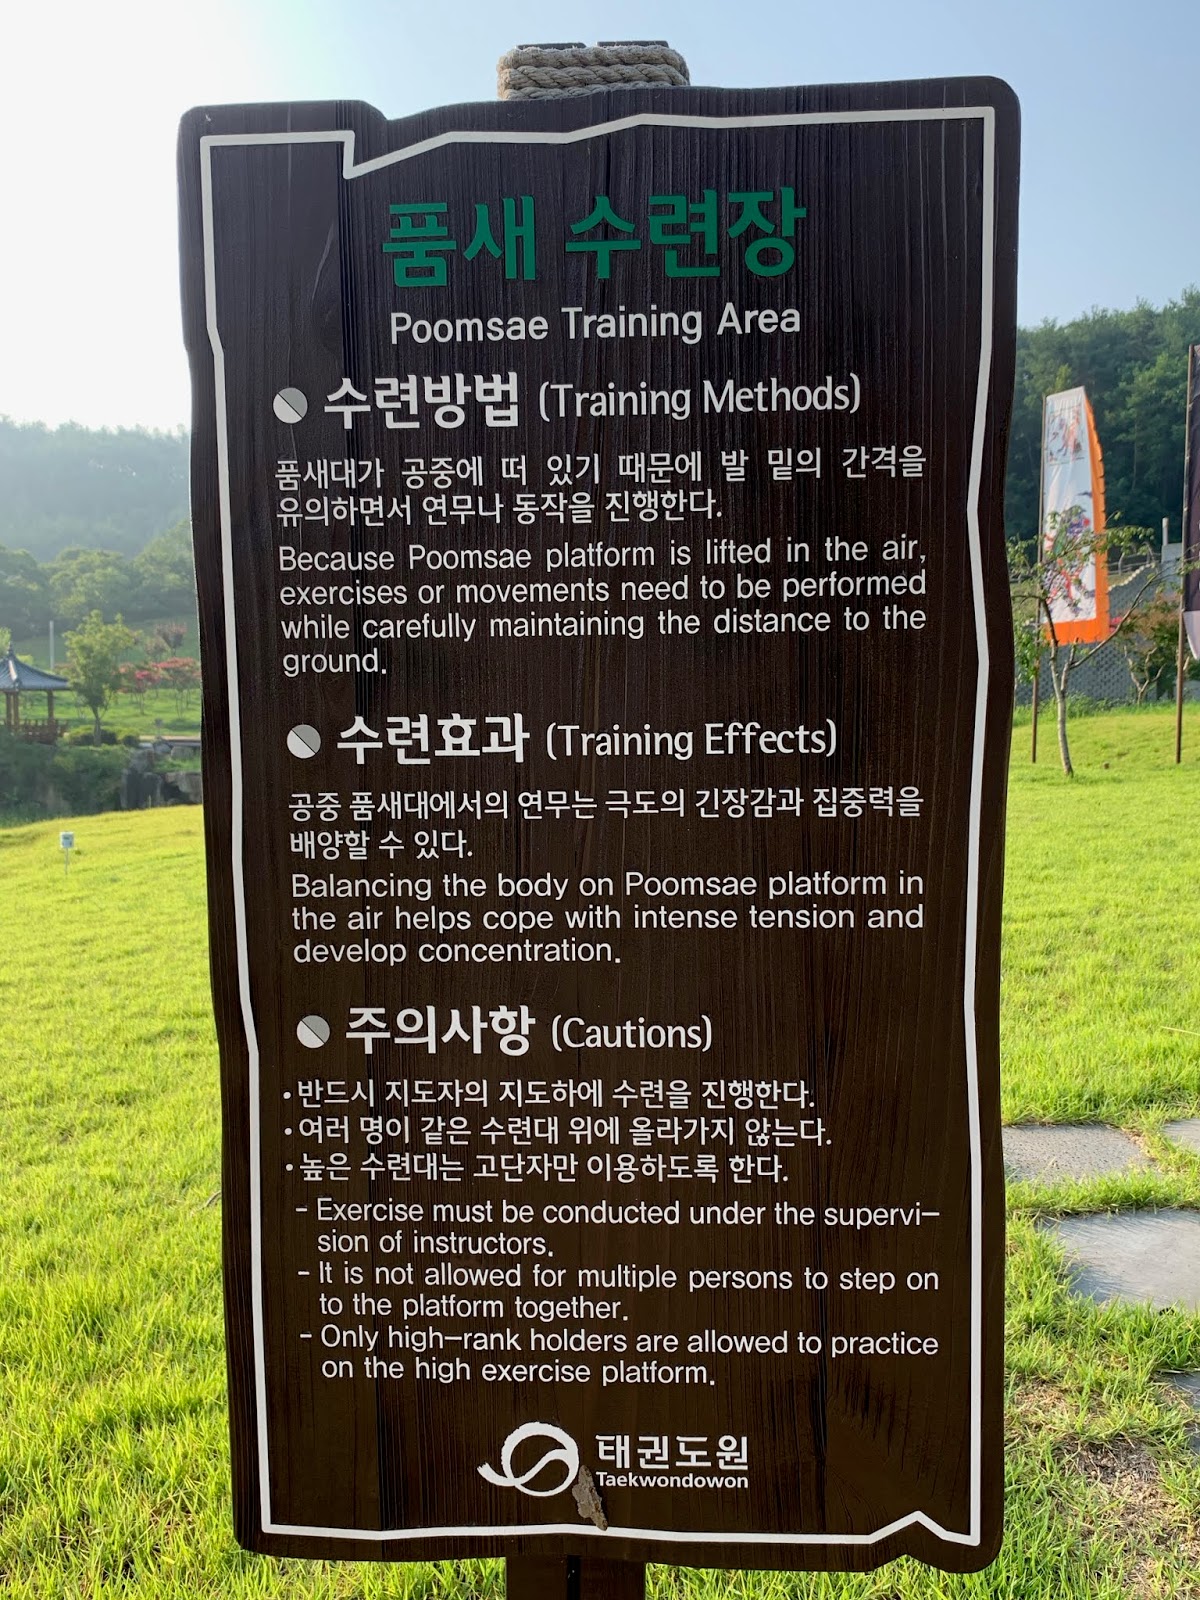 품새 수련장
Poomsae Training Area
수련방법 (Training Methods)
품새대가 공중에 떠 있기 때문에 발 밑의 간격을
유의하면서 연무나 동작을 진행한다.
Because Poomsae platform is lifted in the air,
exercises or movements need to be performed
while carefully maintaining the distance to the
ground.
수련효과 (Training Effects)
공중 품새대에서의 연무는 극도의 긴장감과 집중력을
배양할 수 있다.
Balancing the body on Poomsae platform in
the air helps cope with intense tension and
develop concentration.
주의사항 (Cautions)
• 반드시 지도자의 지도하에 수련을 진행한다.
• 여러 명이 같은 수련대 위에 올라가지 않는다.
• 높은 수련대는 고단자만 이용하도록 한다.
- Exercise must be conducted under the supervi-
sion of instructors.
- It is not allowed for multiple persons to step on
to the platform together.
- Only high-rank holders are allowed to practice
on the high exercise platform.
태권도원
Taekwondowon